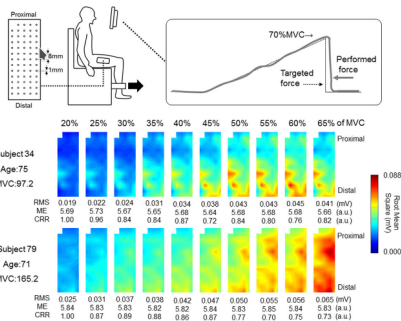 Proximal
8mm
1mm
Distal
70%MVC→
Targeted force
Performed force
20% 25% 30% 35% 40% 45% 50% 55% 60% 65% of MVC
Subject 34
Age:75
MVC:97.2
Proximal
Distal
RMS 0.019 0.022 0.024 0.031 0.034 0.038 0.043 0.043 0.045 0.041 (mV)
ME 5.69 5.73 5.67 5.65 5.68 5.64 5.68 5.68 5.68 5.66 (a.u.)
CRR 1.00 0.96 0.84 0.84 0.87 0.72 0.84 0.80 0.76 0.82 (a.u.)
0.088
Root Mean Square (mV)
0.000
Subject 79
Age:71
MVC:165.2
Proximal
Distal
RMS 0.025 0.031 0.037 0.038 0.042 0.047 0.050 0.055 0.056 0.065 (mV)
ME 5.84 5.83 5.83 5.82 5.82 5.84 5.83 5.85 5.84 5.83 (a.u.)
CRR 1.00 0.87 0.89 0.88 0.86 0.87 0.77 0.70 0.75 0.73 (a.u.)